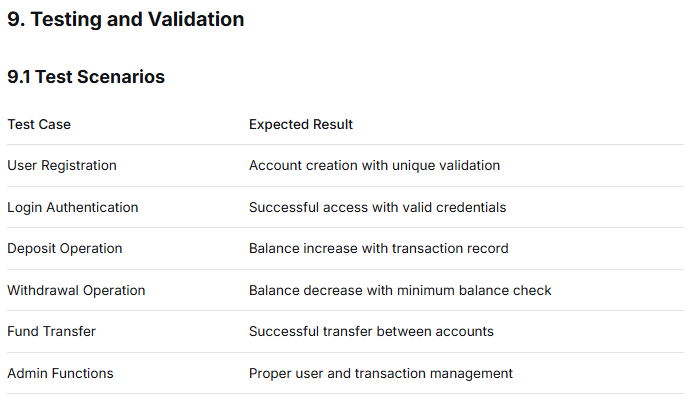 9. Testing and Validation
9.1 Test Scenarios
Test Case Expected Result
User Registration Account creation with unique validation
Login Authentication Successful access with valid credentials
Deposit Operation Balance increase with transaction record
Withdrawal Operation Balance decrease with minimum balance check
Fund Transfer Successful transfer between accounts
Admin Functions Proper user and transaction management